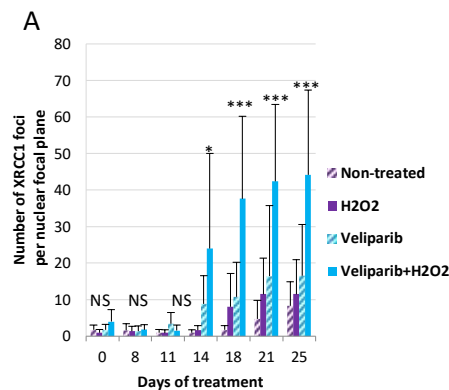 A
Number of XRCC1 foci
per nuclear focal plane
80
70
60
50
40
30
20
10
0
NS NS NS * *** *** ***
0 8 11 14 18 21 25
Days of treatment
Non-treated
H2O2
Veliparib
Veliparib+H2O2